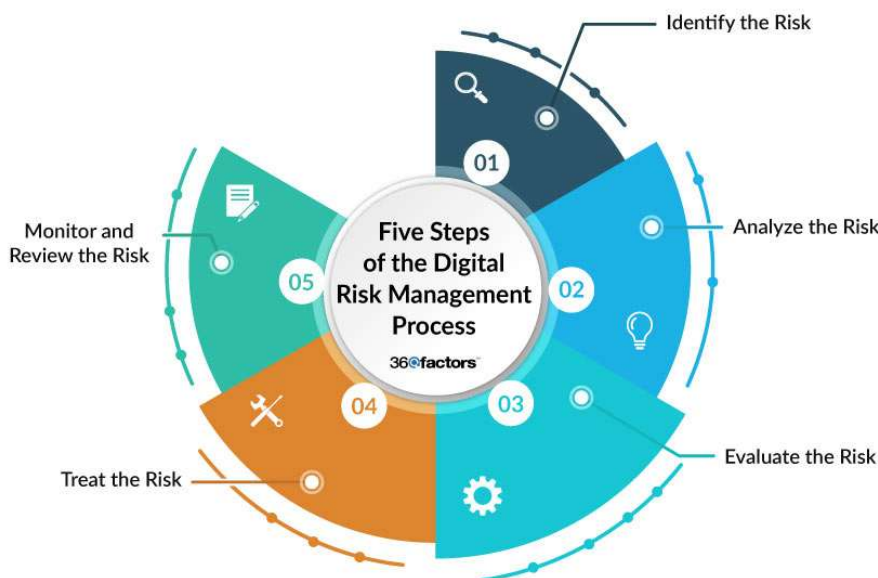 Identify the Risk
01
Analyze the Risk
02
Evaluate the Risk
03
Treat the Risk
04
Monitor and
Review the Risk
05
Five Steps
of the Digital
Risk Management
Process
360factors™